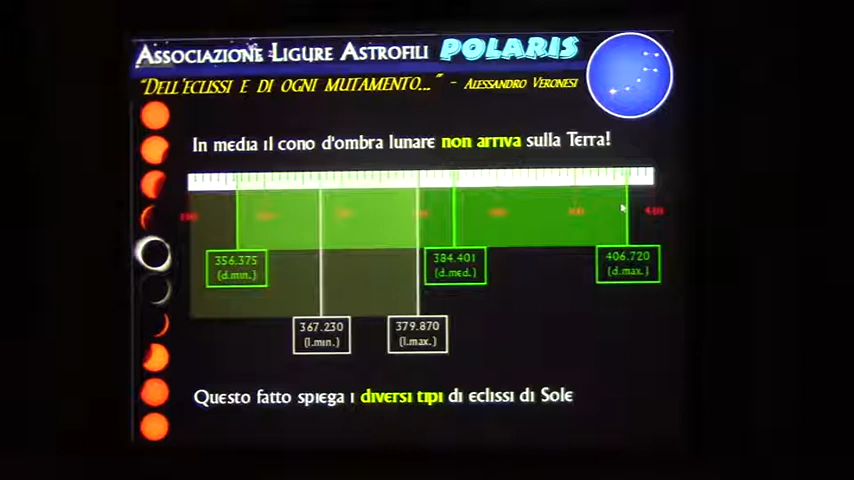 Associazione Ligure Astrofili POLARIS
"Dell'eclissi e di ogni mutamento..." - Alessandro Veronesi
In media il cono d'ombra lunare non arriva sulla Terra!
356.375 (d.min.)
384.401 (d.med.)
406.720 (d.max.)
367.230 (l.min.)
379.870 (l.max.)
Questo fatto spiega i diversi tipi di eclissi di Sole